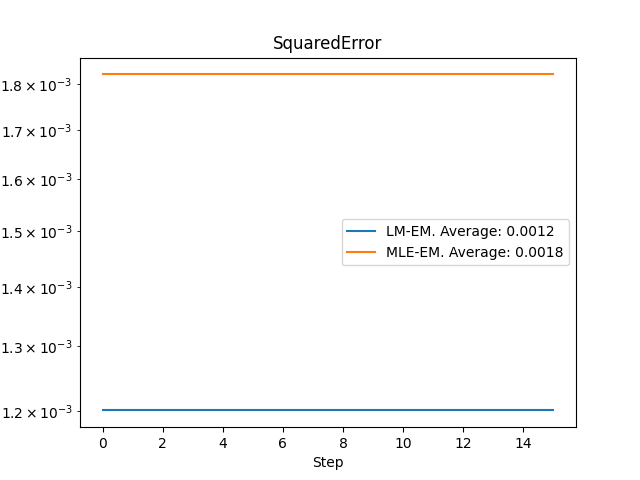 SquaredError
1.8 × 10⁻³
1.7 × 10⁻³
1.6 × 10⁻³
1.5 × 10⁻³
1.4 × 10⁻³
1.3 × 10⁻³
1.2 × 10⁻³
LM-EM. Average: 0.0012
MLE-EM. Average: 0.0018
0 2 4 6 8 10 12 14
Step